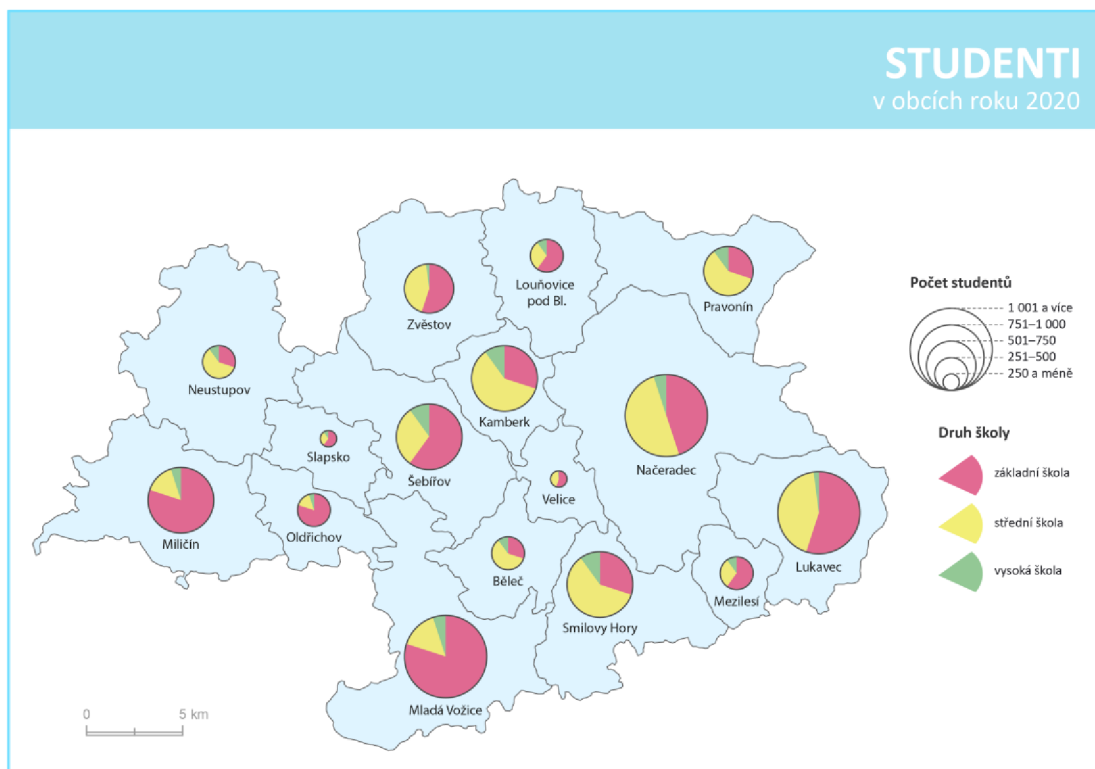 STUDENTI
v obcích roku 2020
Louňovice
pod Bl.
Zvěstov
Pravonín
Neustupov
Kamberk
Načeradec
Slapsko
Šebířov
Velice
Miličín
Oldřichov
Běleč
Smilovy Hory
Mezilesí
Lukavec
Mladá Vožice
0 5 km
Počet studentů
1 001 a více
751–1 000
501–750
251–500
250 a méně
Druh školy
základní škola
střední škola
vysoká škola